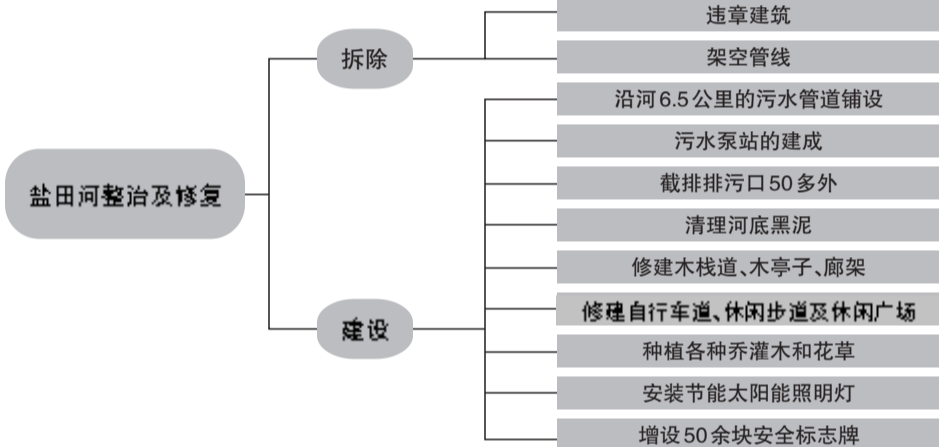 盐田河整治及修复
拆除
违章建筑
架空管线
建设
沿河6.5公里的污水管道铺设
污水泵站的建成
截排排污口50多外
清理河底黑泥
修建木栈道、木亭子、廊架
修建自行车道、休闲步道及休闲广场
种植各种乔灌木和花草
安装节能太阳能照明灯
增设50余块安全标志牌